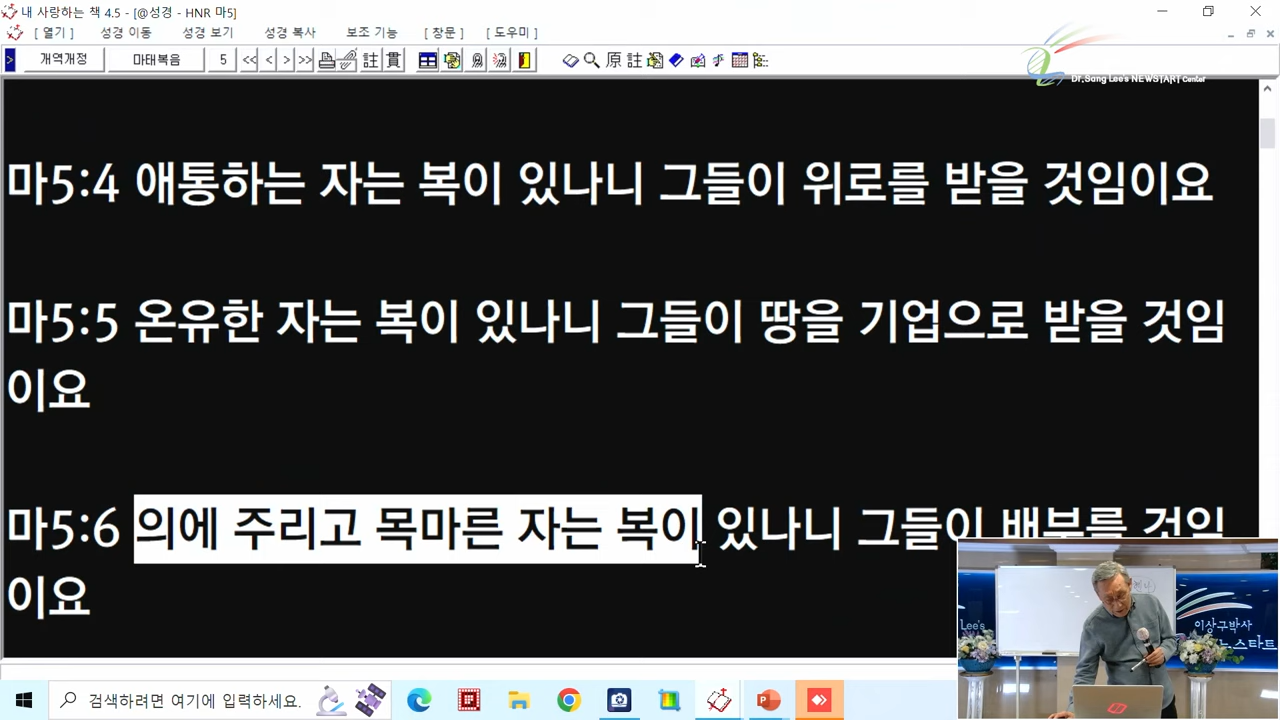 내 사랑하는 책 4.5 - [@성경 - HNR 마5]
[ 열기 ] 성경 이동 성경 보기 성경 복사 보조 기능 [ 창문 ] [ 도우미 ]
> 개역개정 마태복음 5 << < > >> 註 貫 原 註
Dr.Sang Lee's NEWSTART Center
마5:4 애통하는 자는 복이 있나니 그들이 위로를 받을 것임이요
마5:5 온유한 자는 복이 있나니 그들이 땅을 기업으로 받을 것임
이요
마5:6 의에 주리고 목마른 자는 복이 있나니 그들이 배부를 것임
이요
Lee's
이상구박사
스타트
검색하려면 여기에 입력하세요.